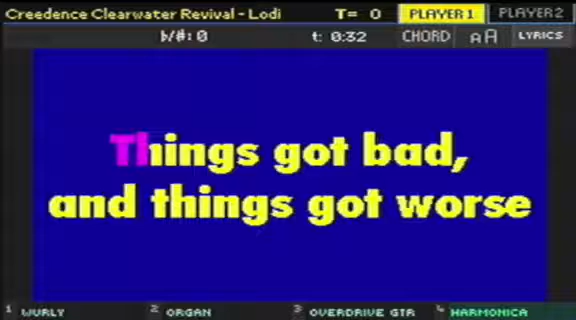 Creedence Clearwater Revival - Lodi T= 0 PLAYER 1 PLAYER 2
b/#: 0 t: 0:32 CHORD aA LYRICS
Things got bad,
and things got worse
1 WURLY 2 ORGAN 3 OVERDRIVE GTR 4 HARMONICA